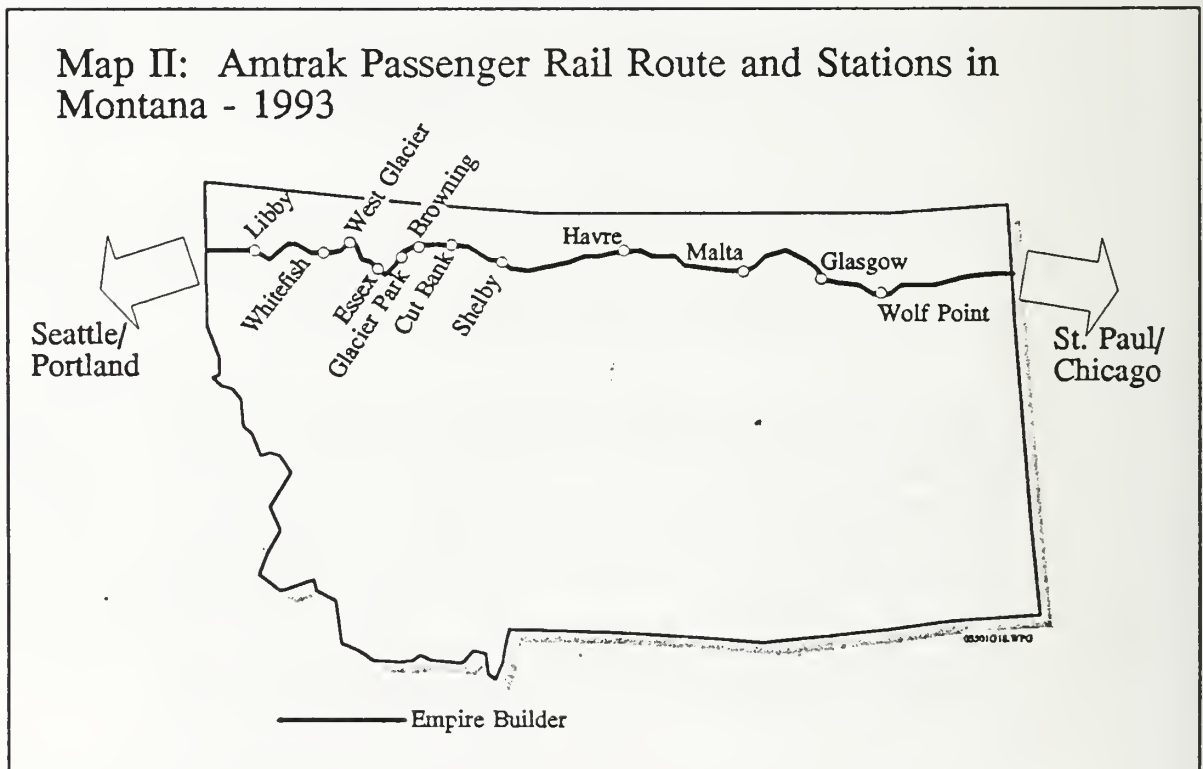 Map II: Amtrak Passenger Rail Route and Stations in
Montana - 1993
Libby
Whitefish
West Glacier
Essex
Glacier Park
Browning
Cut Bank
Shelby
Havre
Malta
Glasgow
Wolf Point
Seattle/
Portland
St. Paul/
Chicago
Empire Builder